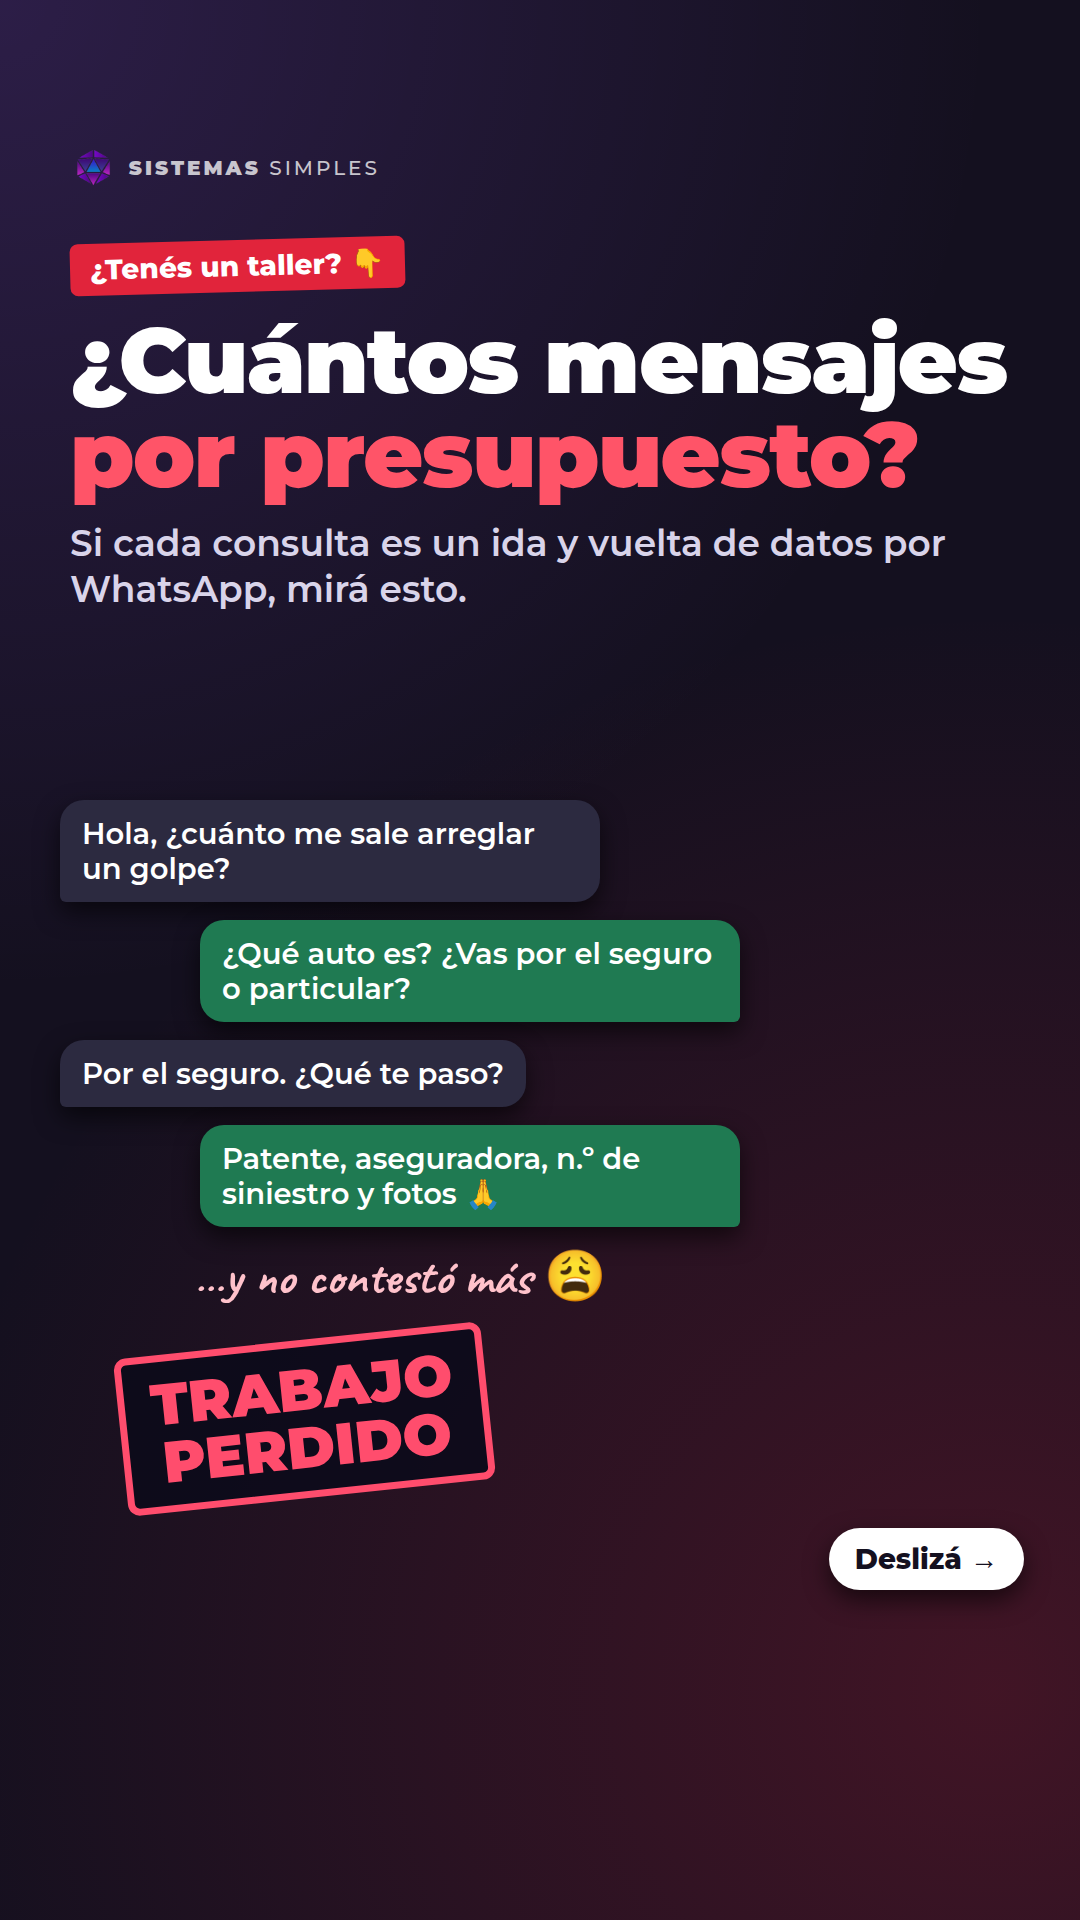 SISTEMAS SIMPLES
¿Tenés un taller? 👇
¿Cuántos mensajes
por presupuesto?
Si cada consulta es un ida y vuelta de datos por
WhatsApp, mirá esto.
Hola, ¿cuánto me sale arreglar
un golpe?
¿Qué auto es? ¿Vas por el seguro
o particular?
Por el seguro. ¿Qué te paso?
Patente, aseguradora, n.º de
siniestro y fotos 🙏
...y no contestó más 😩
TRABAJO
PERDIDO
Deslizá →